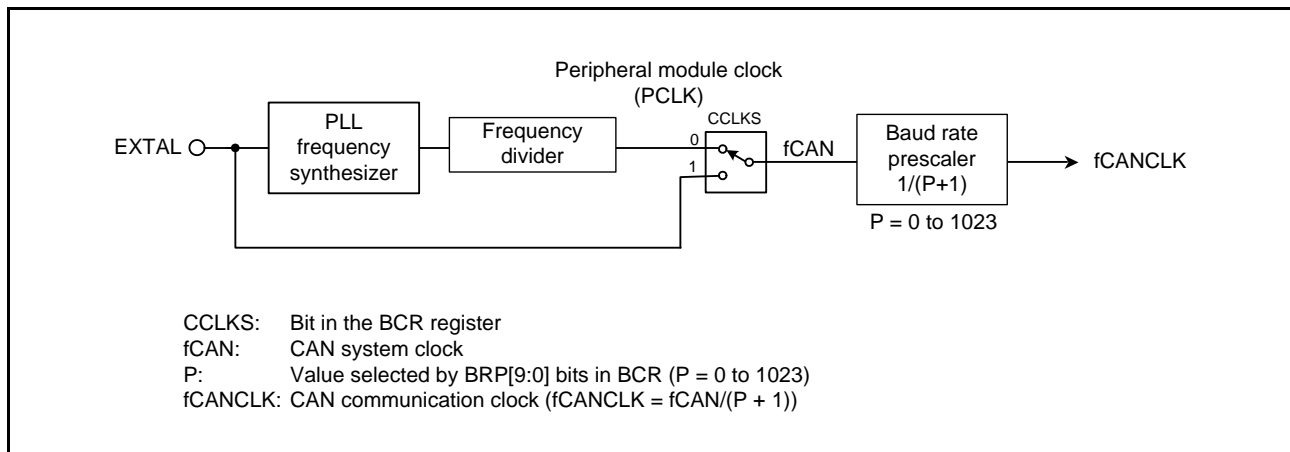 Peripheral module clock
(PCLK)
EXTAL
PLL
frequency
synthesizer
Frequency
divider
CCLKS
0
1
fCAN
Baud rate
prescaler
1/(P+1)
fCANCLK
P = 0 to 1023
CCLKS: Bit in the BCR register
fCAN: CAN system clock
P: Value selected by BRP[9:0] bits in BCR (P = 0 to 1023)
fCANCLK: CAN communication clock (fCANCLK = fCAN/(P + 1))